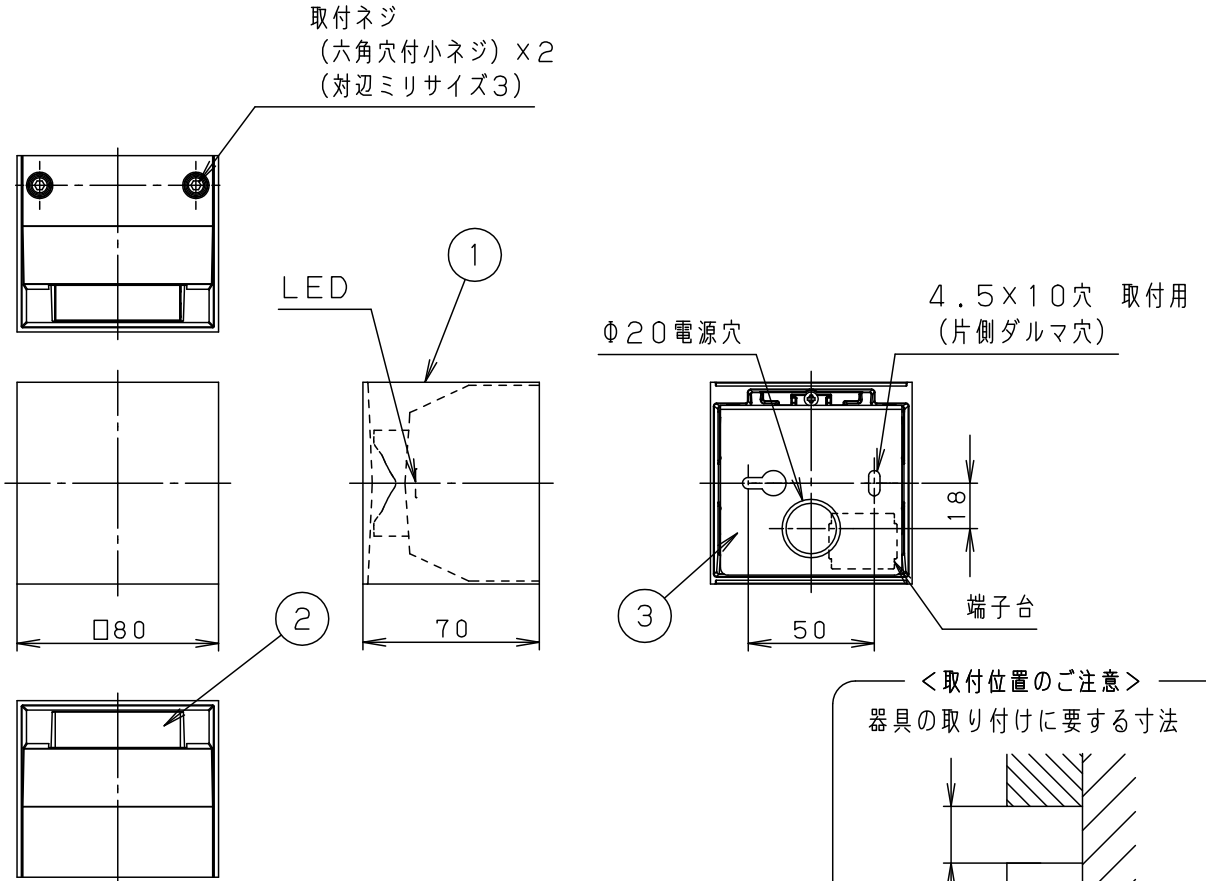 取付ネジ
(六角穴付小ネジ)×2
(対辺ミリサイズ3)
1
LED
4.5×10穴 取付用
(片側ダルマ穴)
Φ20電源穴
18
端子台
3
2
□80
70
50
<取付位置のご注意>
器具の取り付けに要する寸法